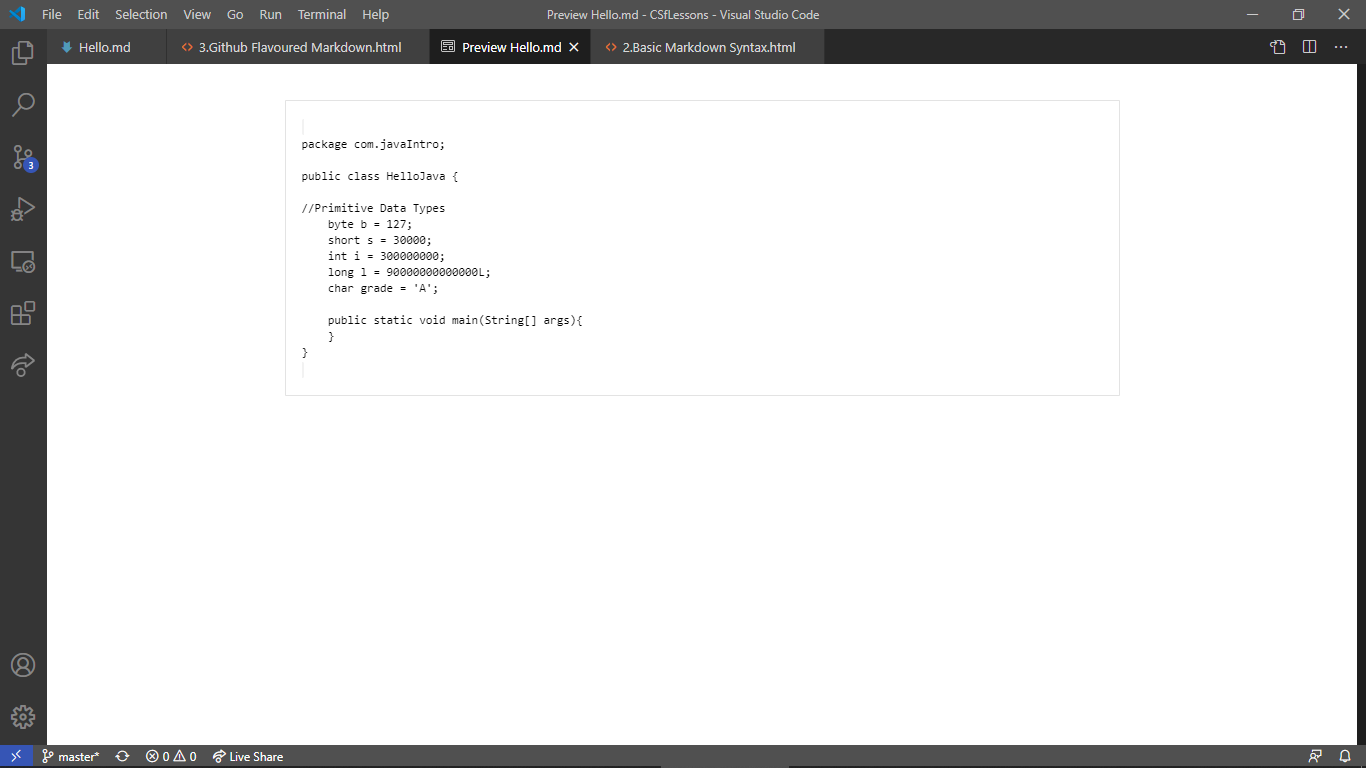 File Edit Selection View Go Run Terminal Help Preview Hello.md - CSfLessons - Visual Studio Code
Hello.md 3.Github Flavoured Markdown.html Preview Hello.md 2.Basic Markdown Syntax.html
3
package com.javaIntro;
public class HelloJava {
//Primitive Data Types
byte b = 127;
short s = 30000;
int i = 300000000;
long l = 90000000000000L;
char grade = 'A';
public static void main(String[] args){
}
}
master* 0 0 Live Share